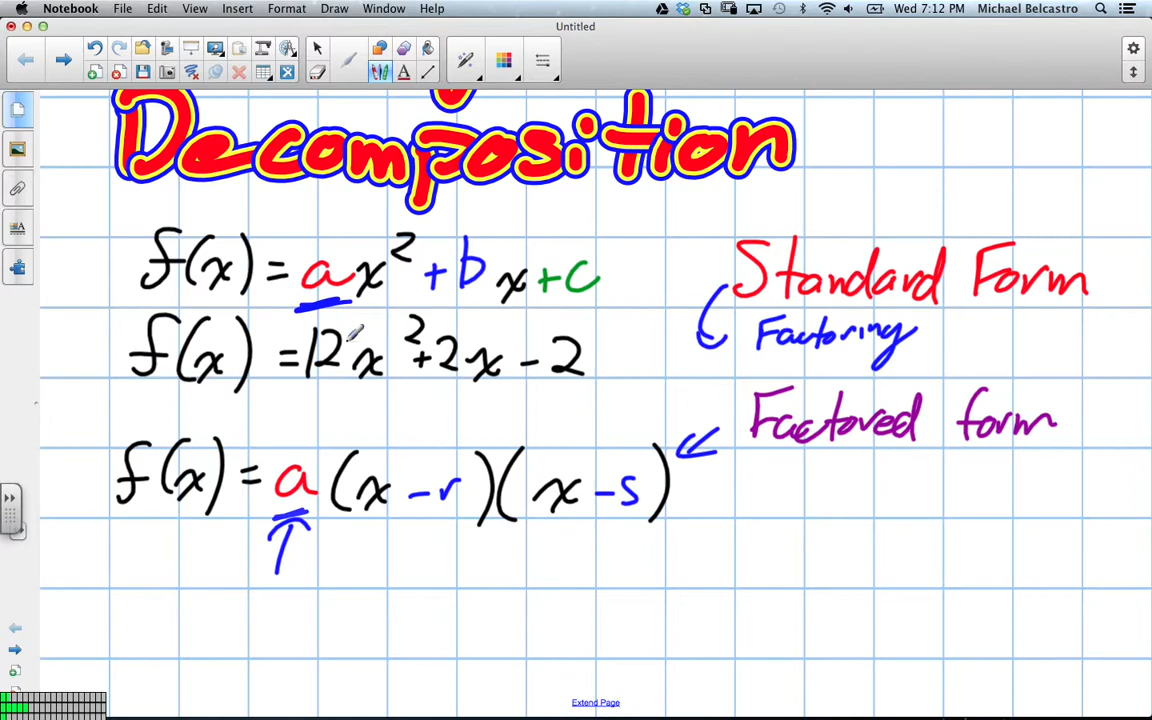 Notebook File Edit View Insert Format Draw Window Help Wed 7:12 PM Michael Belcastro
Untitled
Decomposition
f(x) = ax² + bx + c
Standard Form
f(x) = 12x² + 2x - 2
Factoring
Factored form
f(x) = a(x - r)(x - s)
Extend Page